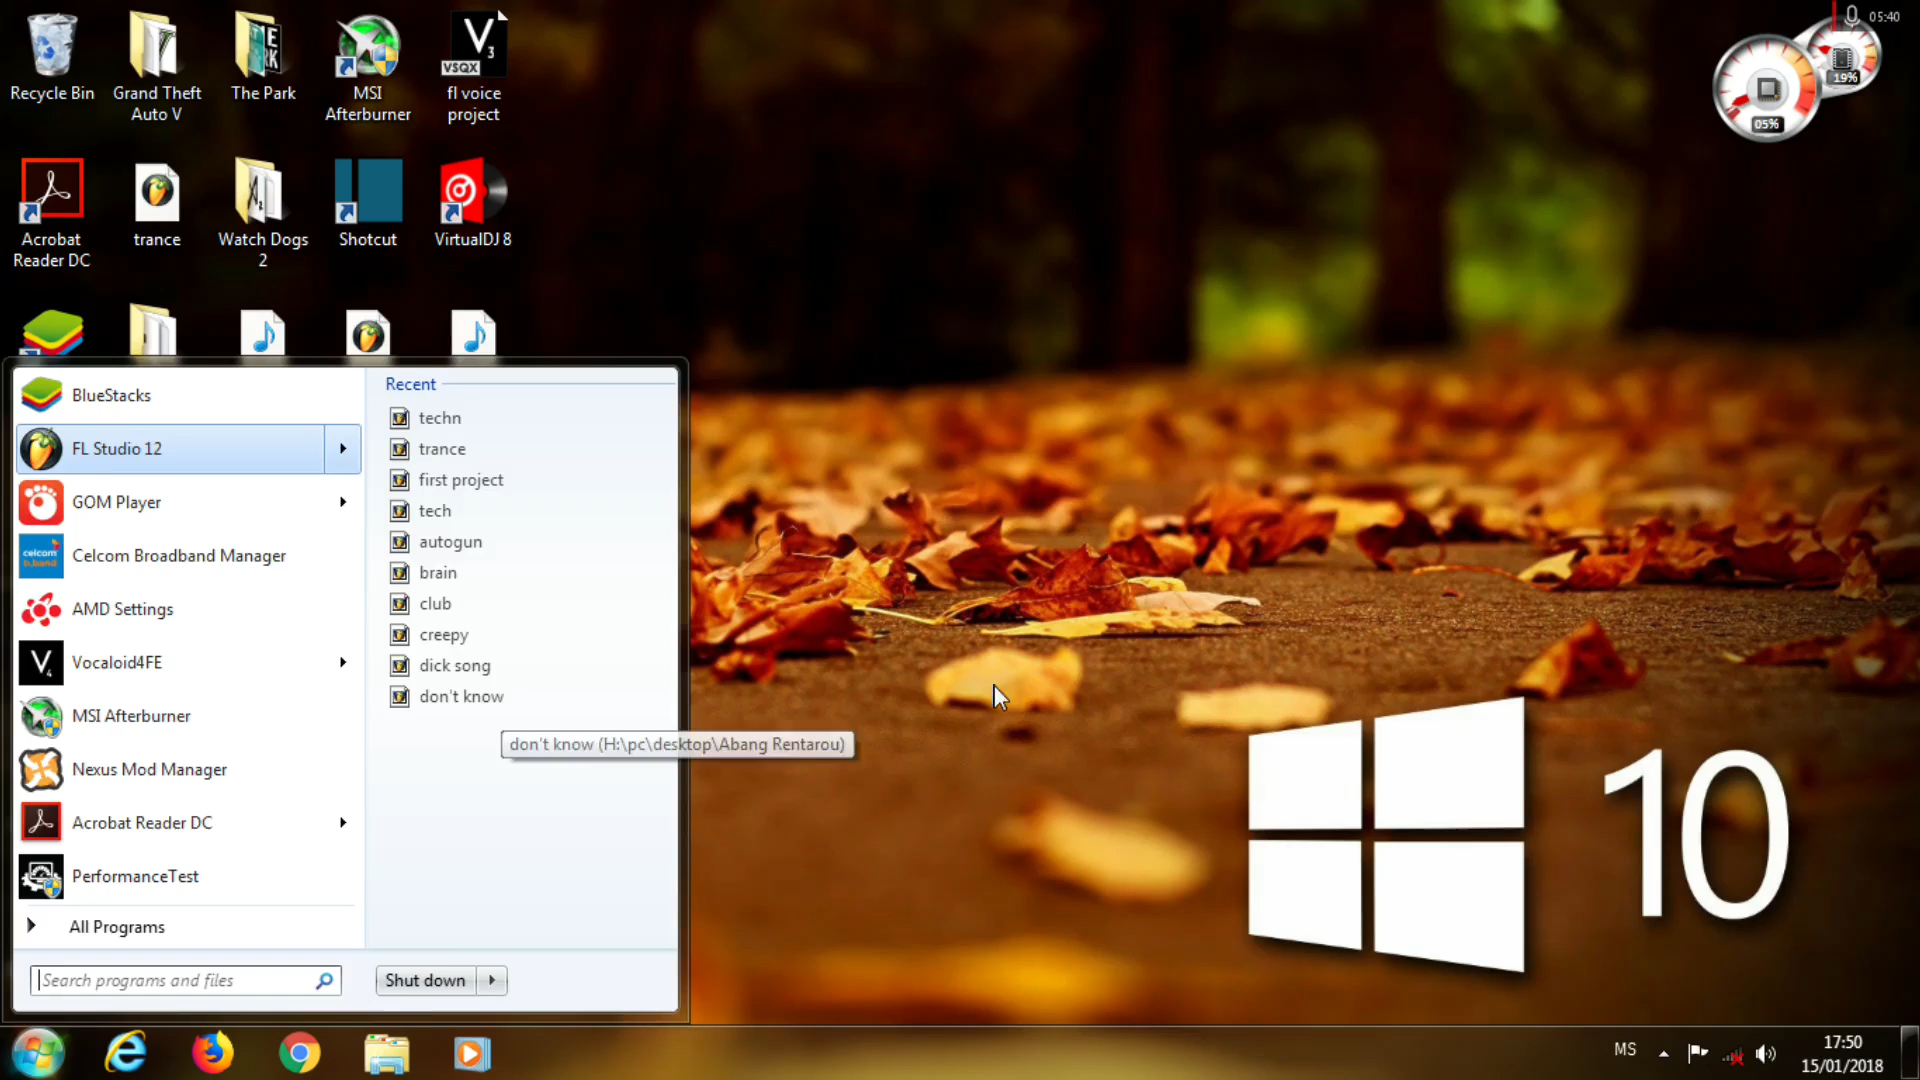 Recycle Bin
Grand Theft
Auto V
The Park
MSI
Afterburner
V
3
VSQX
fl voice
project
05:40
19%
05%
Acrobat
Reader DC
trance
Watch Dogs
2
Shotcut
VirtualDJ 8
BlueStacks
FL Studio 12
GOM Player
celcom
b.band
Celcom Broadband Manager
AMD Settings
V4
Vocaloid4FE
MSI Afterburner
Nexus Mod Manager
Acrobat Reader DC
PerformanceTest
All Programs
Search programs and files
Recent
techn
trance
first project
tech
autogun
brain
club
creepy
dick song
don't know
don't know (H:\pc\desktop\Abang Rentarou)
Shut down
10
MS
17:50
15/01/2018